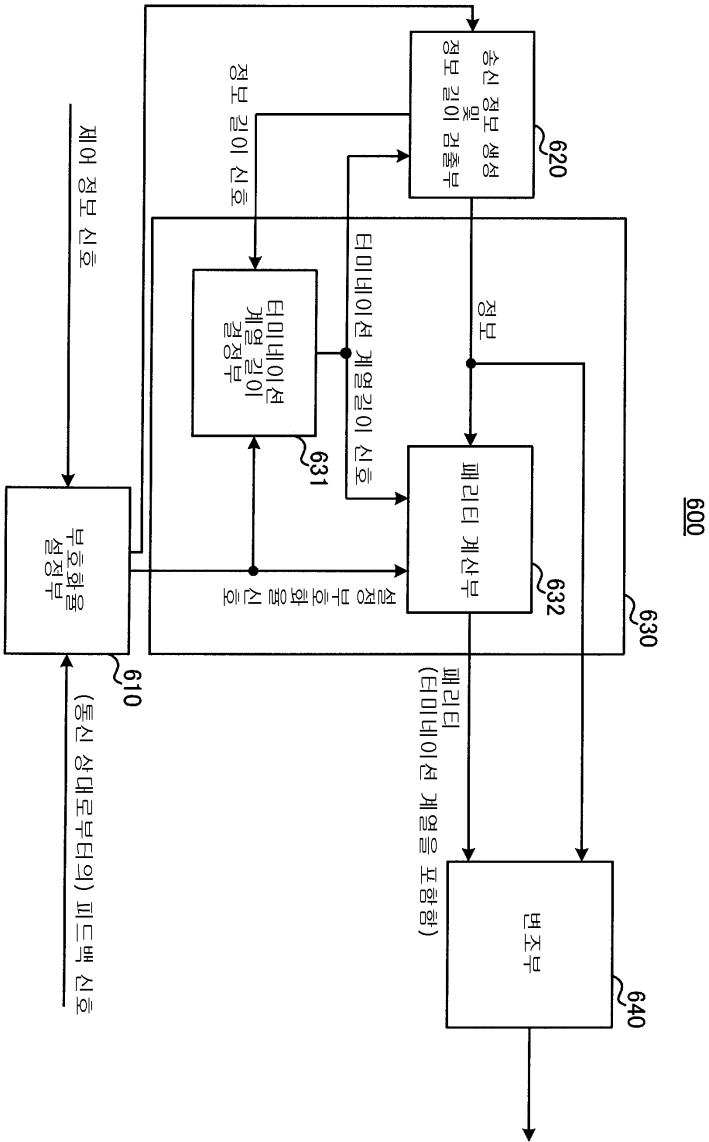 600
송신 정보 생성
및
정보 길이 검출부
620
정보 길이 신호
제어 정보 신호
터미네이션 계열길이 신호
정보
터미네이션
계열 길이
결정부
631
패리티 계산부
632
630
설정 부호화율 신호
부호화율
설정부
610
(통신 상대로부터의) 피드백 신호
패리티
(터미네이션 계열을 포함함)
변조부
640